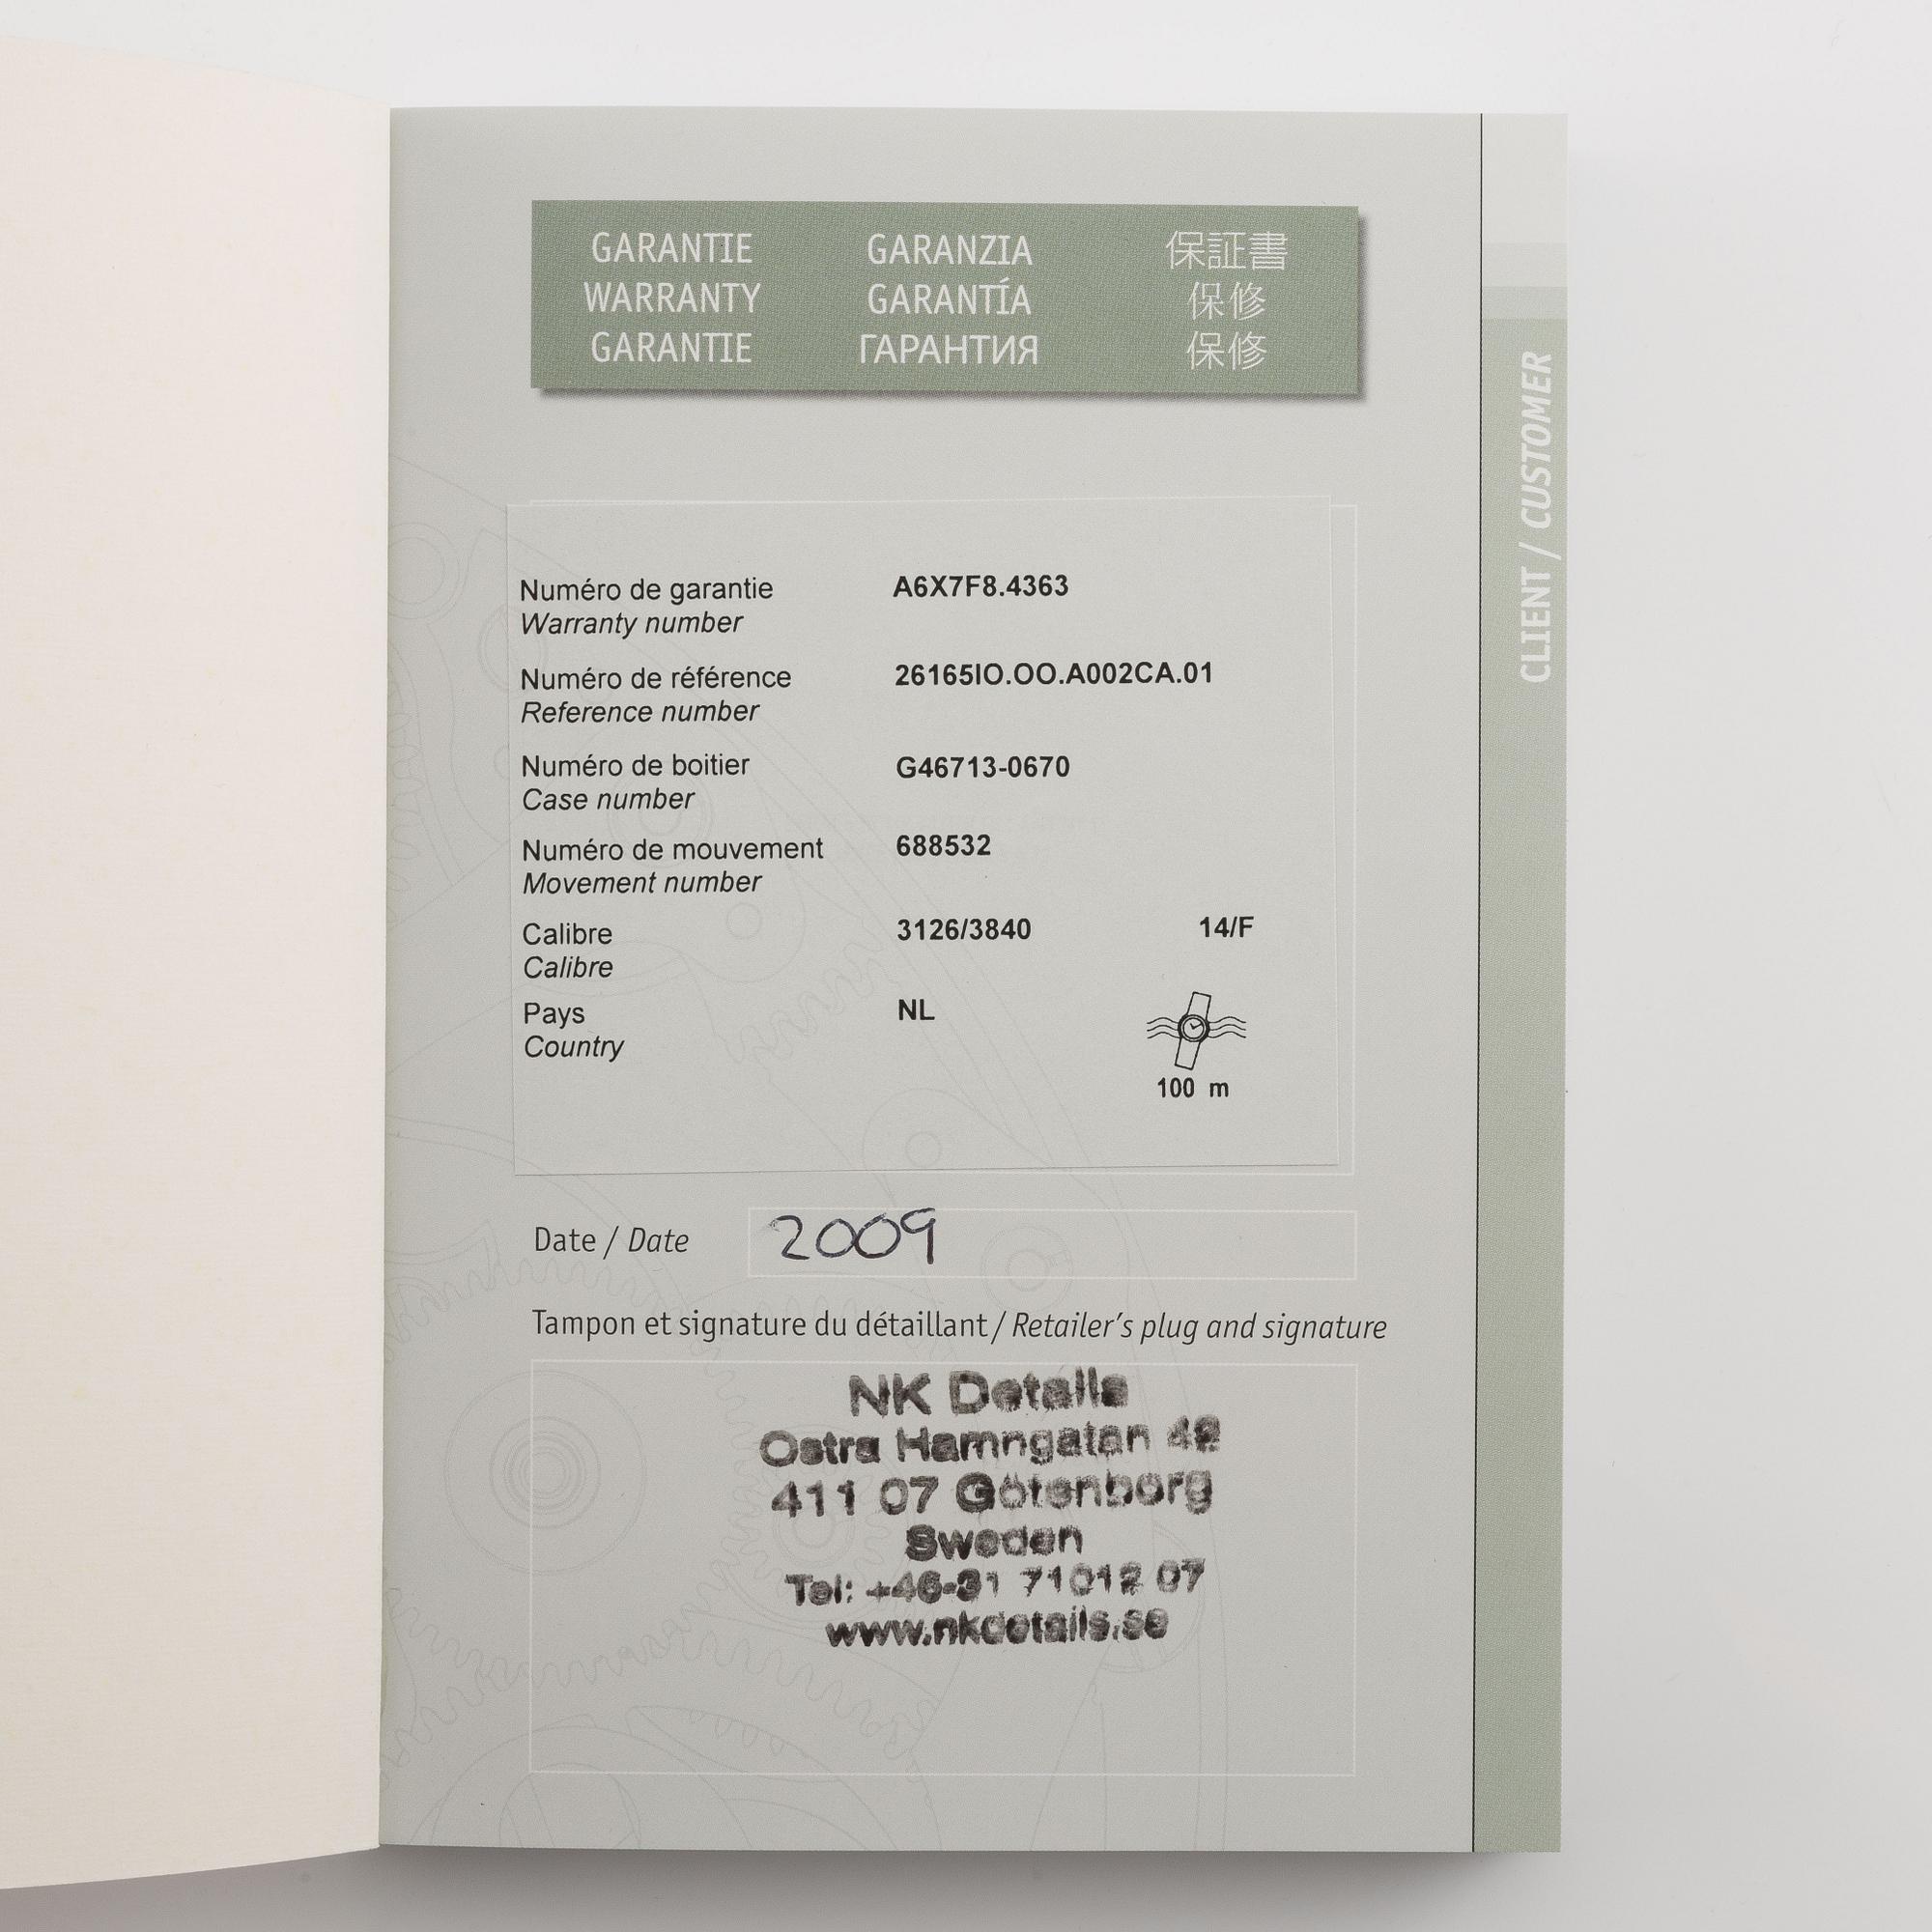 GARANTIE GARANZIA 保証書
WARRANTY GARANTÍA 保修
GARANTIE ГАРАНТИЯ 保修
CLIENT / CUSTOMER
Numéro de garantie A6X7F8.4363
Warranty number
Numéro de référence 26165IO.OO.A002CA.01
Reference number
Numéro de boitier G46713-0670
Case number
Numéro de mouvement 688532
Movement number
Calibre 3126/3840 14/F
Calibre
Pays NL
Country
100 m
Date / Date 2009
Tampon et signature du détaillant / Retailer's plug and signature
NK Details
Ostra Hamngatan 42
411 07 Götenborg
Sweden
Tel: +46-31 71012 07
www.nkdetails.se